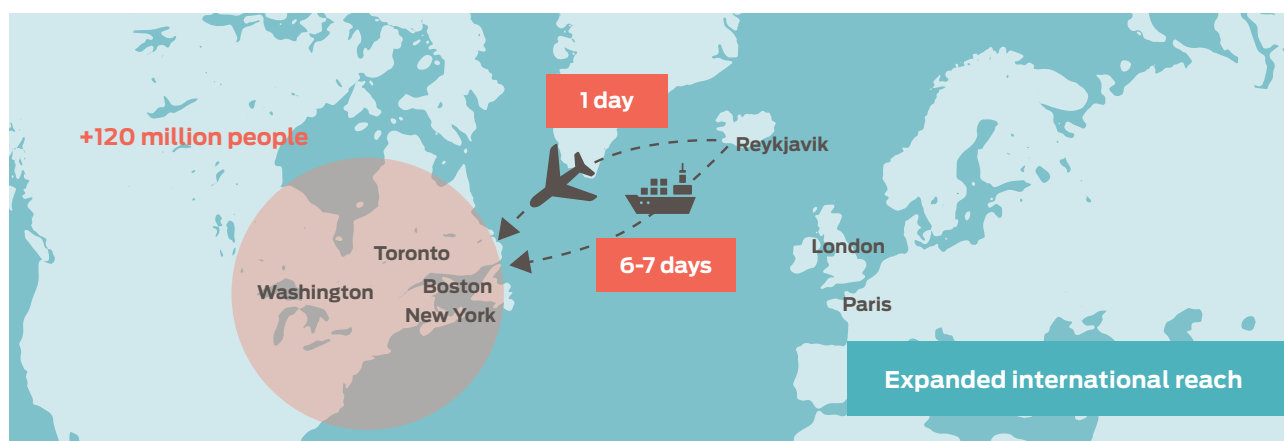 1 day
+120 million people
Reykjavik
Toronto
London
6-7 days
Washington
Boston
Paris
New York
Expanded international reach